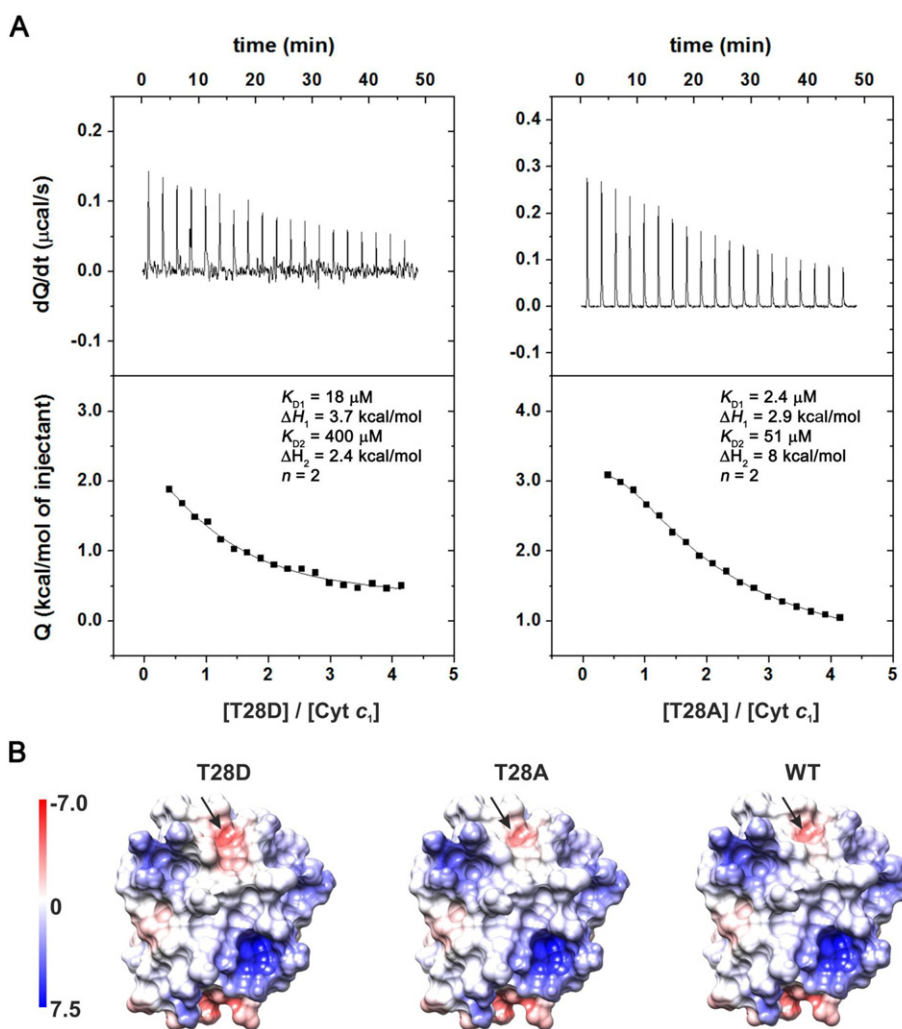 A
time (min)
0 10 20 30 40 50
time (min)
0 10 20 30 40 50
dQ/dt (μcal/s)
0.2
0.1
0.0
-0.1
0.4
0.3
0.2
0.1
0.0
-0.1
Q (kcal/mol of injectant)
3.0
2.0
1.0
0.0
K_D1 = 18 μM
ΔH_1 = 3.7 kcal/mol
K_D2 = 400 μM
ΔH_2 = 2.4 kcal/mol
n = 2
4.0
3.0
2.0
1.0
K_D1 = 2.4 μM
ΔH_1 = 2.9 kcal/mol
K_D2 = 51 μM
ΔH_2 = 8 kcal/mol
n = 2
0 1 2 3 4 5
[T28D] / [Cyt c_1]
0 1 2 3 4 5
[T28A] / [Cyt c_1]
B
T28D T28A WT
-7.0
0
7.5